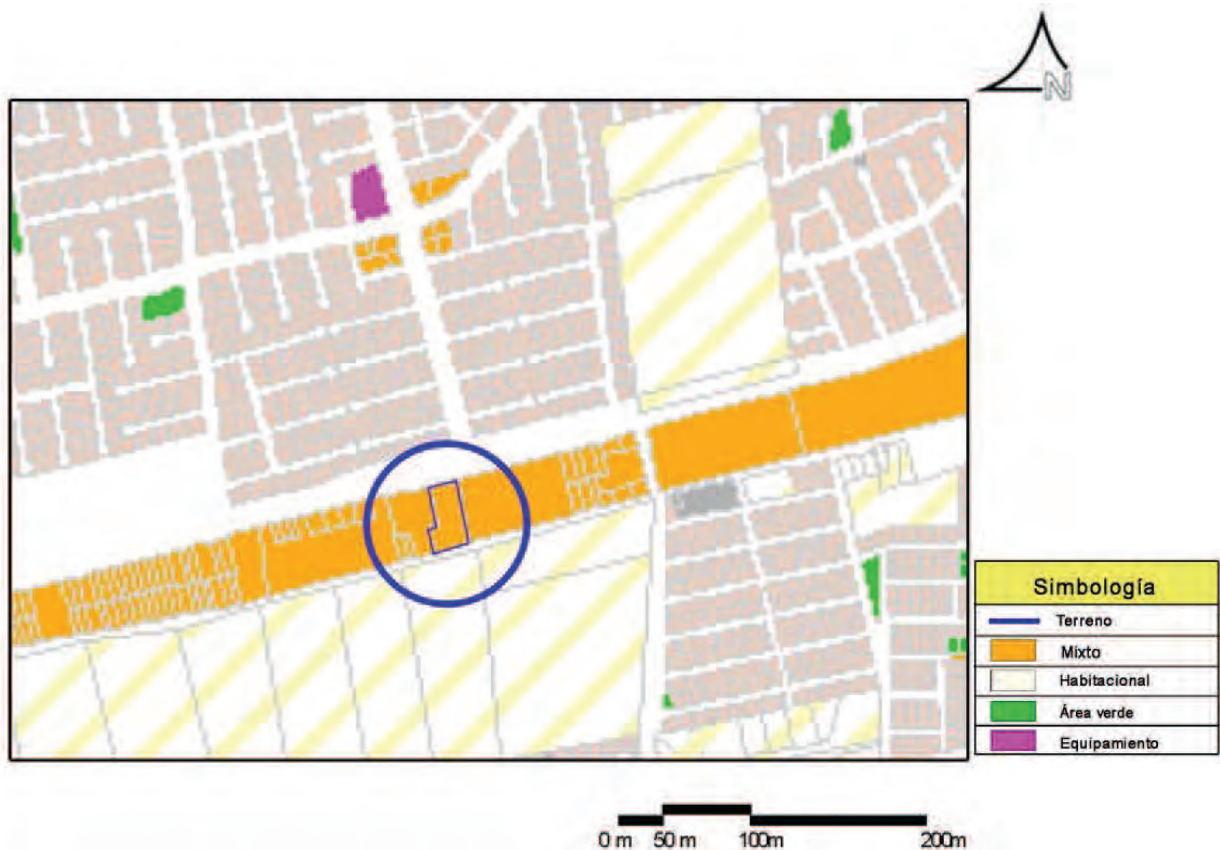 N
Simbología
Terreno
Mixto
Habitacional
Área verde
Equipamiento
0 m 50 m 100m 200m